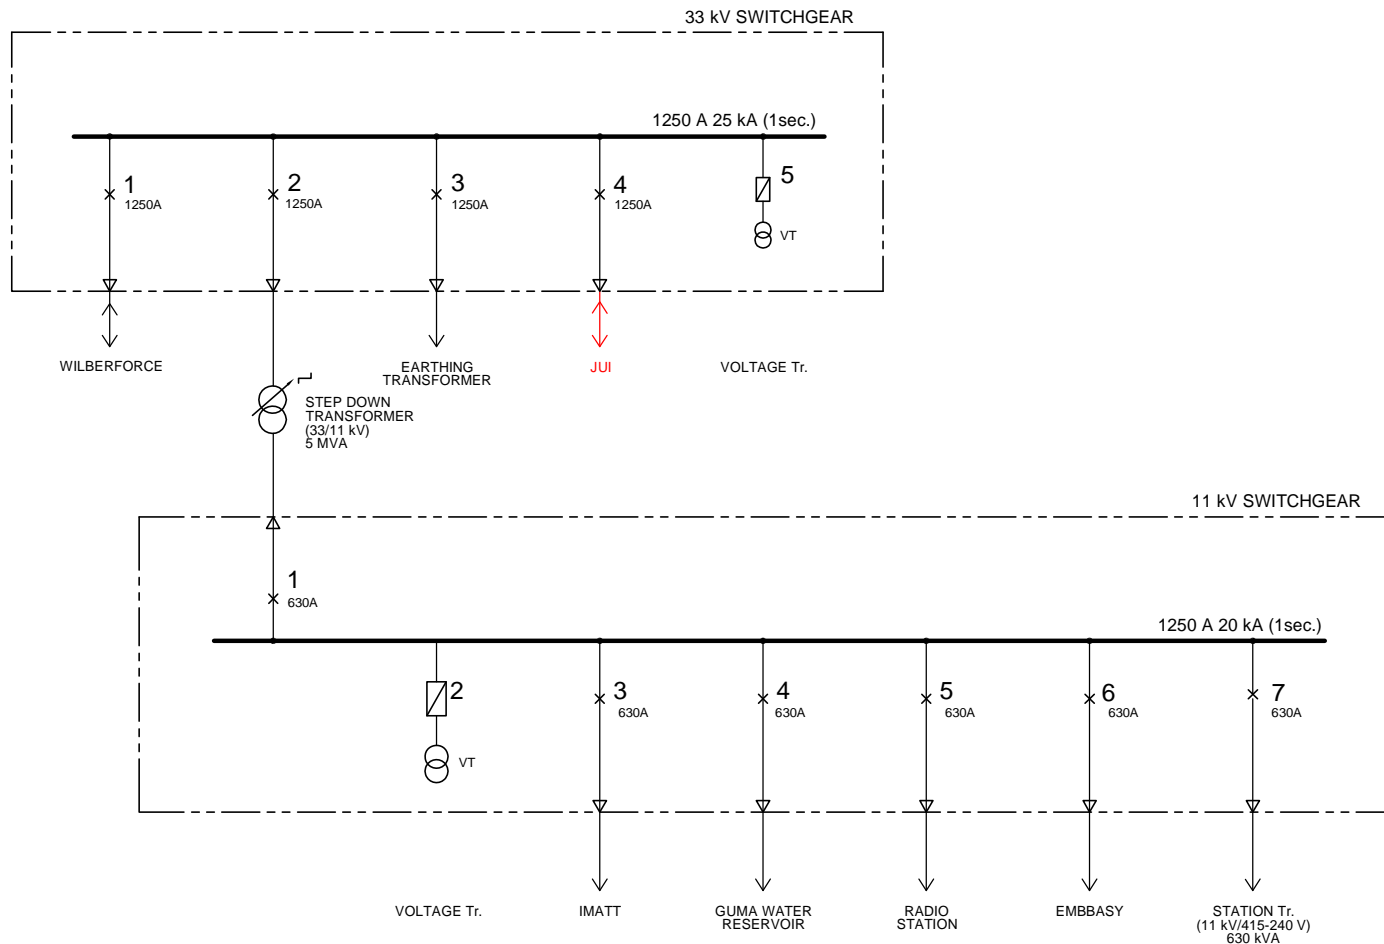 33 kV SWITCHGEAR
1250 A 25 kA (1sec.)
1
1250A
2
1250A
3
1250A
4
1250A
5
VT
WILBERFORCE
EARTHING
TRANSFORMER
JUI
VOLTAGE Tr.
STEP DOWN
TRANSFORMER
(33/11 kV)
5 MVA
11 kV SWITCHGEAR
1
630A
1250 A 20 kA (1sec.)
2
VT
3
630A
4
630A
5
630A
6
630A
7
630A
VOLTAGE Tr.
IMATT
GUMA WATER
RESERVOIR
RADIO
STATION
EMBBASY
STATION Tr.
(11 kV/415-240 V)
630 kVA